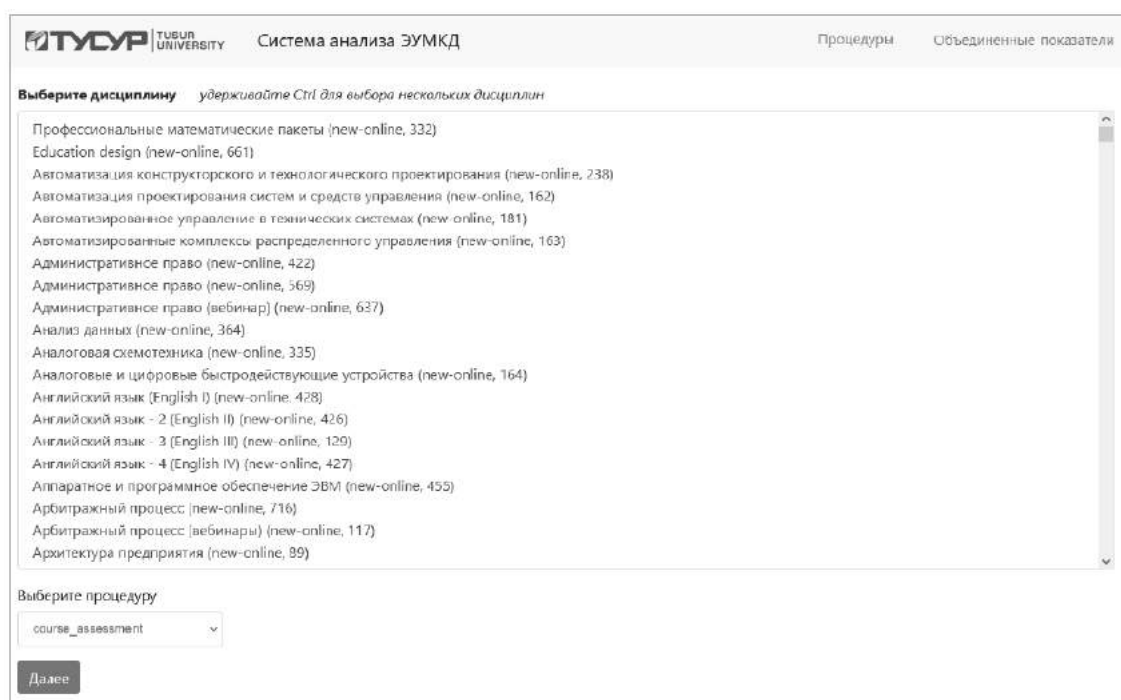 ТУСУР TUSUR UNIVERSITY Система анализа ЭУМКД Процедуры Объединенные показатели
Выберите дисциплину удерживайте Ctrl для выбора нескольких дисциплин
Профессиональные математические пакеты (new-online, 332)
Education design (new-online, 661)
Автоматизация конструкторского и технологического проектирования (new-online, 238)
Автоматизация проектирования систем и средств управления (new-online, 162)
Автоматизированное управление в технических системах (new-online, 181)
Автоматизированные комплексы распределенного управления (new-online, 163)
Административное право (new-online, 422)
Административное право (new-online, 569)
Административное право (вебинар) (new-online, 637)
Анализ данных (new-online, 364)
Аналоговая схемотехника (new-online, 335)
Аналоговые и цифровые быстродействующие устройства (new-online, 164)
Английский язык (English I) (new-online, 428)
Английский язык - 2 (English II) (new-online, 426)
Английский язык - 3 (English III) (new-online, 129)
Английский язык - 4 (English IV) (new-online, 427)
Аппаратное и программное обеспечение ЭВМ (new-online, 455)
Арбитражный процесс (new-online, 716)
Арбитражный процесс (вебинары) (new-online, 117)
Архитектура предприятия (new-online, 89)
Выберите процедуру
course_assessment
Далее